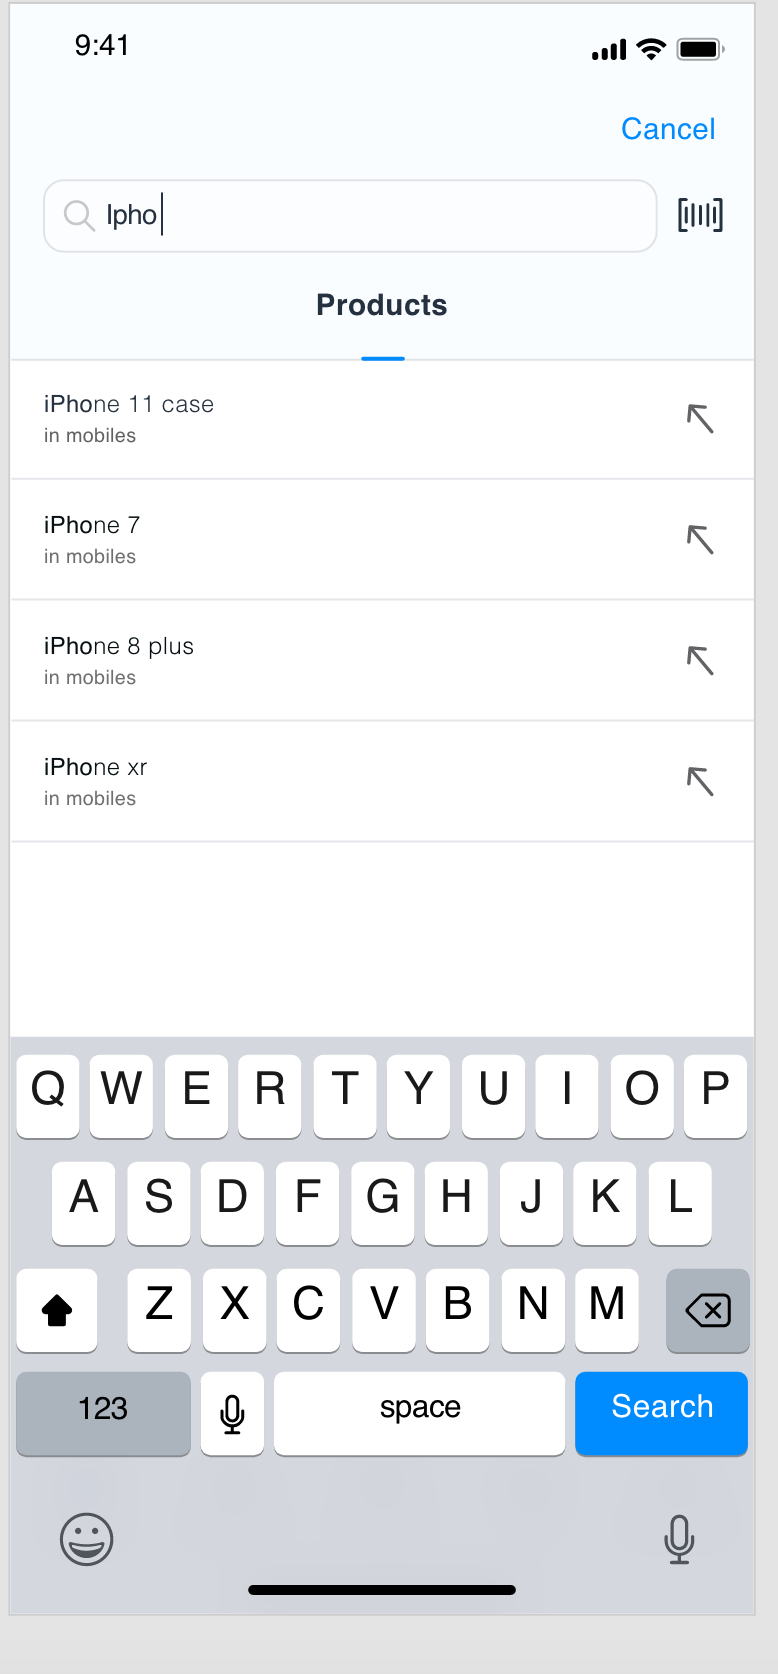 9:41
Cancel
Ipho
Products
iPhone 11 case
in mobiles
iPhone 7
in mobiles
iPhone 8 plus
in mobiles
iPhone xr
in mobiles
Q W E R T Y U I O P
A S D F G H J K L
Z X C V B N M
123 space Search